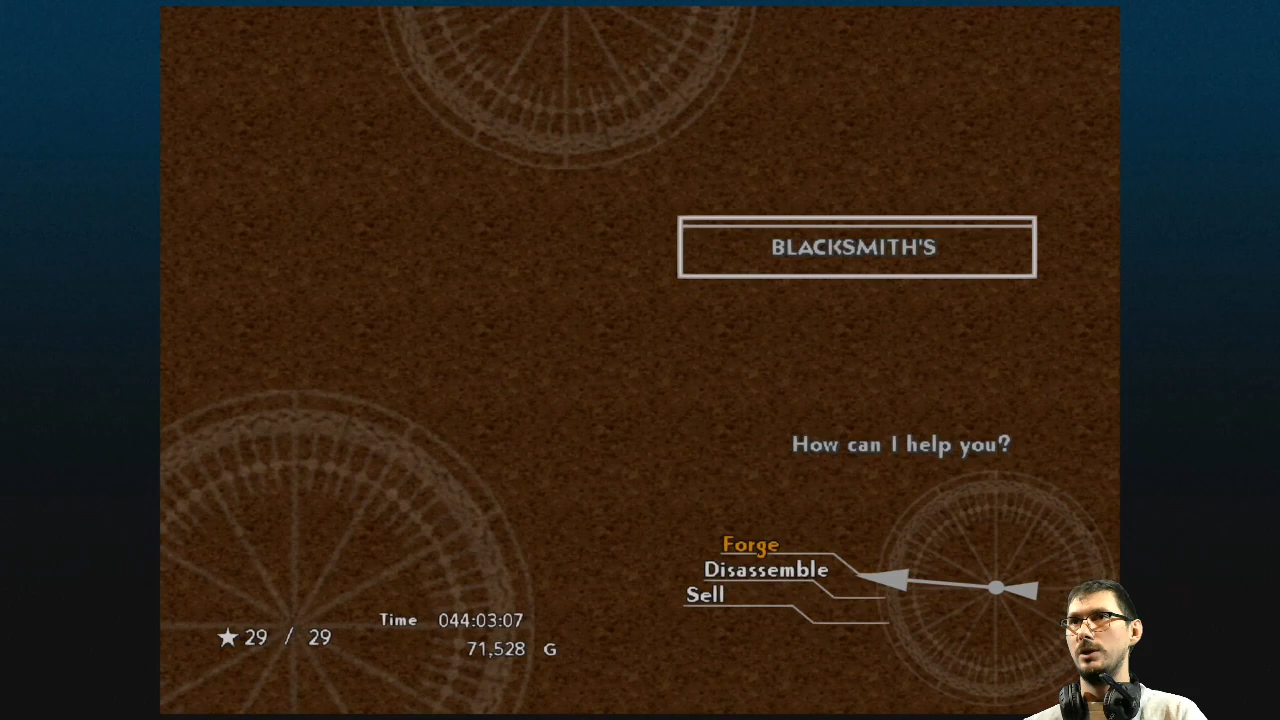 BLACKSMITH'S
How can I help you?
Forge
Disassemble
Sell
Time 044:03:07
★ 29 / 29
71,528 G